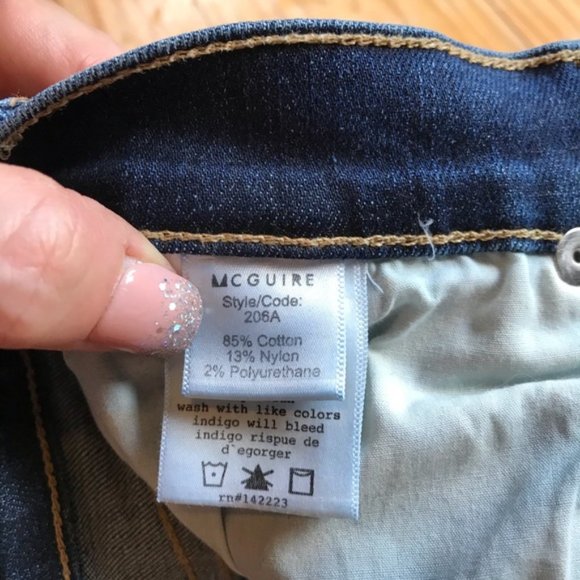 MCGUIRE
Style/Code:
206A
85% Cotton
13% Nylon
2% Polyurethane
wash with like colors
indigo will bleed
indigo rispue de
d`egorger
rn#142223